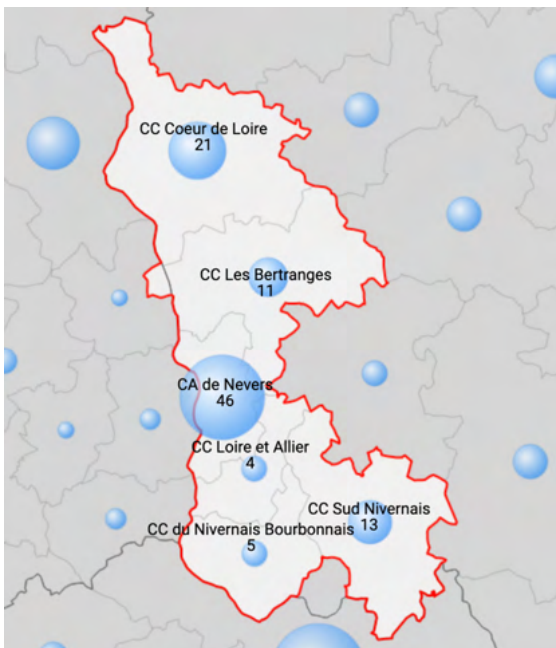 CC Coeur de Loire
21
CC Les Bertranges
11
CA de Nevers
46
CC Loire et Allier
4
CC Sud Nivernais
13
CC du Nivernais Bourbonnais
5